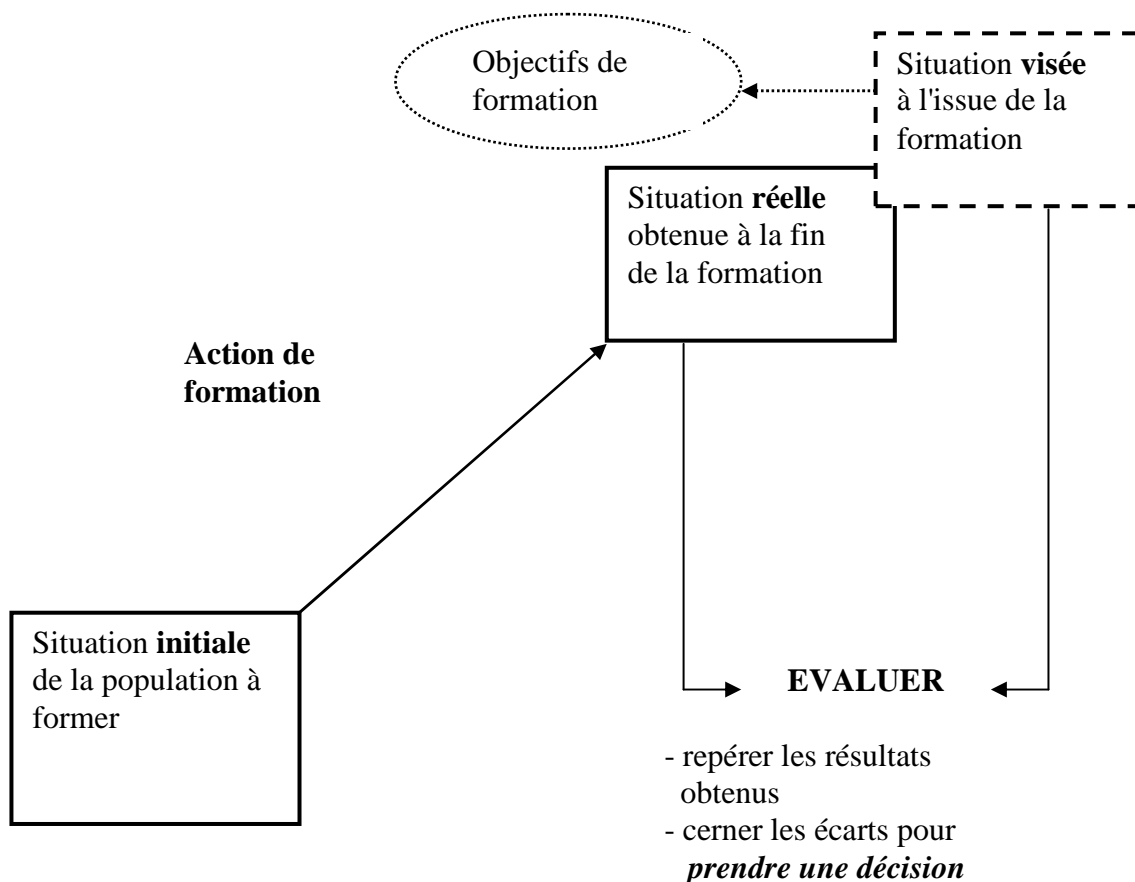 Objectifs de
formation
Situation visée
à l'issue de la
formation
Situation réelle
obtenue à la fin
de la formation
Action de
formation
Situation initiale
de la population à
former
EVALUER
- repérer les résultats
obtenus
- cerner les écarts pour
prendre une décision